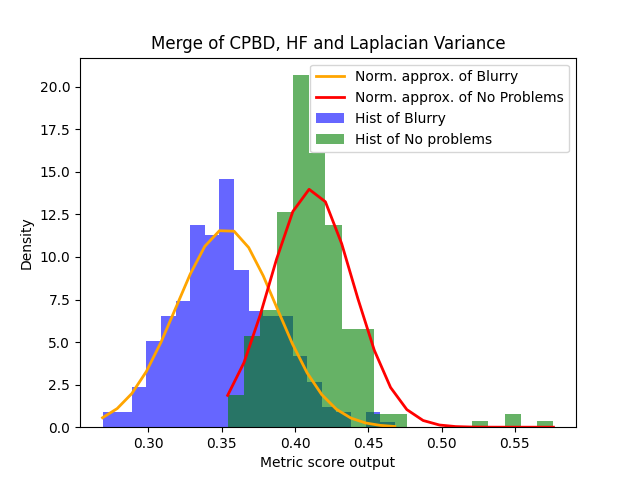 Merge of CPBD, HF and Laplacian Variance
Norm. approx. of Blurry
Norm. approx. of No Problems
Hist of Blurry
Hist of No problems
Density
20.0
17.5
15.0
12.5
10.0
7.5
5.0
2.5
0.0
0.30 0.35 0.40 0.45 0.50 0.55
Metric score output